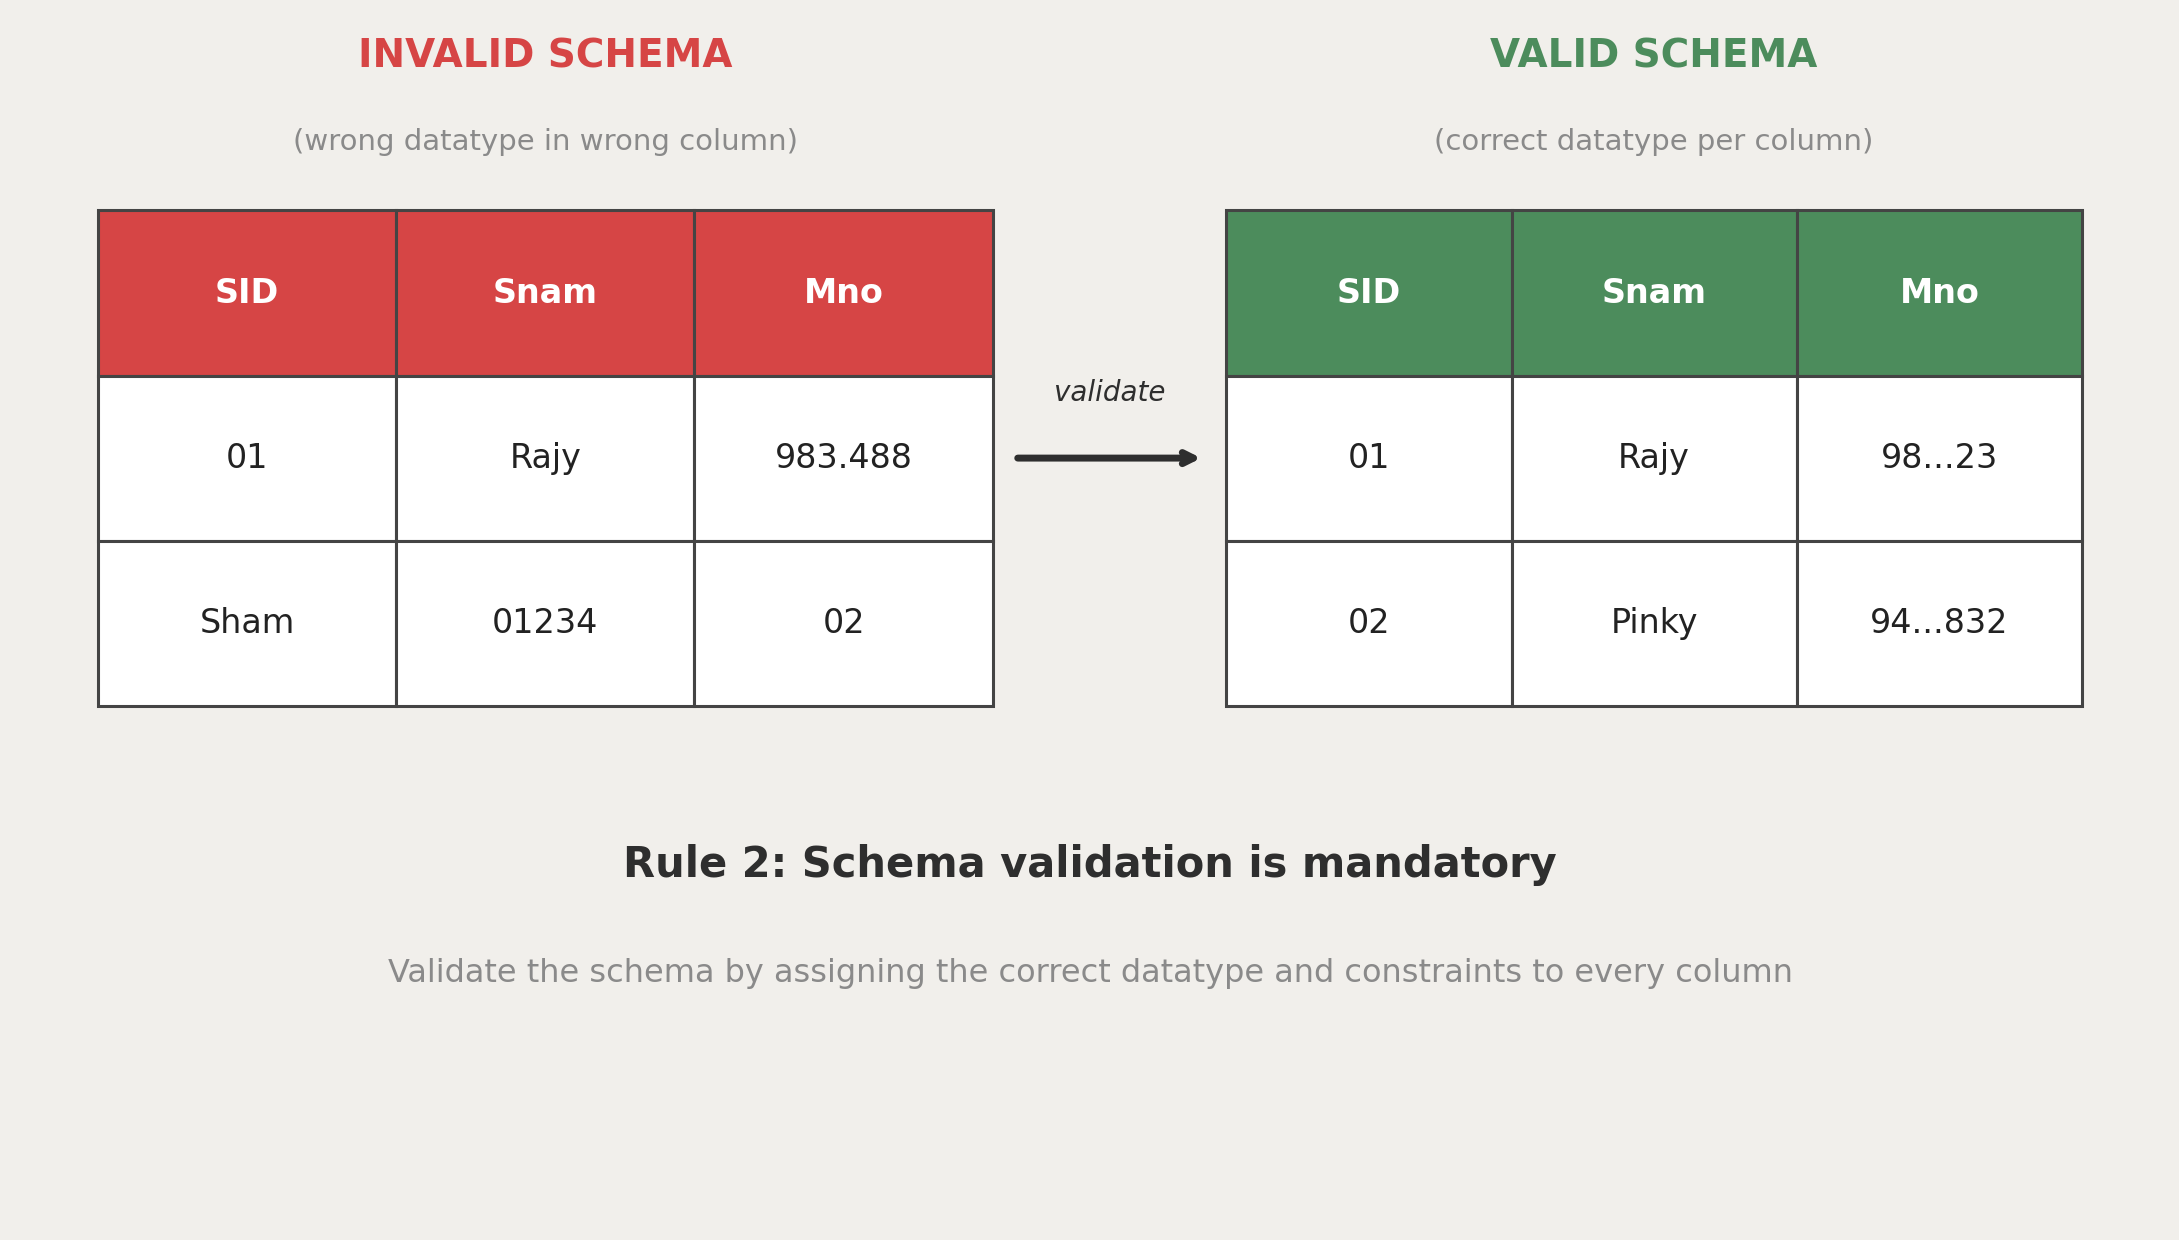 INVALID SCHEMA
(wrong datatype in wrong column)
SID Snam Mno
01 Rajy 983.488
Sham 01234 02
validate
VALID SCHEMA
(correct datatype per column)
SID Snam Mno
01 Rajy 98...23
02 Pinky 94...832
Rule 2: Schema validation is mandatory
Validate the schema by assigning the correct datatype and constraints to every column